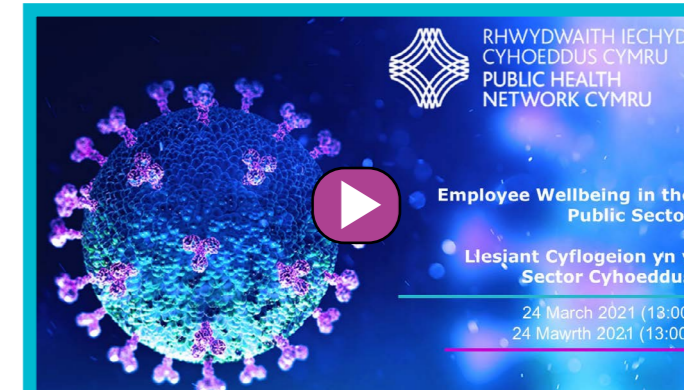 RHWYDWAITH IECHYD
CYHOEDDUS CYMRU
PUBLIC HEALTH
NETWORK CYMRU
Employee Wellbeing in the
Public Secto
Llesiant Cyflogeion yn
Sector Cyhoeddus
24 March 2021 (13:00
24 Mawrth 2021 (13:00